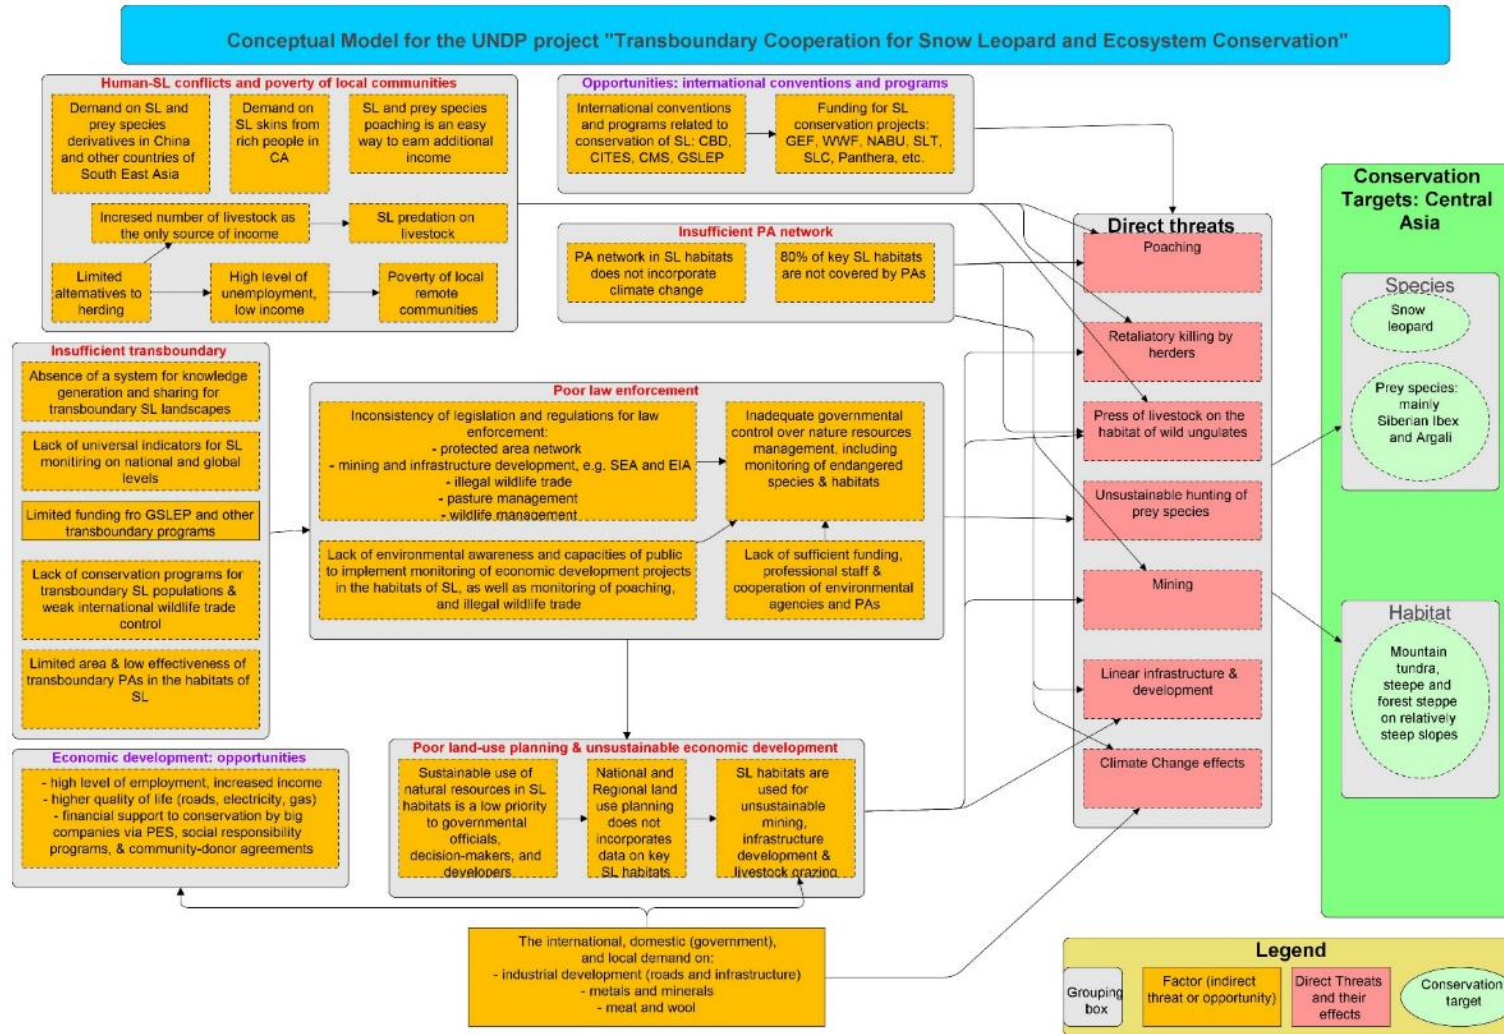 Conceptual Model for the UNDP project "Transboundary Cooperation for Snow Leopard and Ecosystem Conservation"
Human-SL conflicts and poverty of local communities
Demand on SL and
prey species
derivatives in China
and other countries of
South East Asia
Demand on
SL skins from
rich people in
CA
SL and prey species
poaching is an easy
way to earn additional
income
Incresed number of livestock as
the only source of income
SL predation on
livestock
Limited
alternatives to
herding
High level of
unemployment,
low income
Poverty of local
remote
communities
Opportunities: international conventions and programs
International conventions
and programs related to
conservation of SL: CBD,
CITES, CMS, GSLEP
Funding for SL
conservation projects:
GEF, WWF, NABU, SLT,
SLC, Panthera, etc.
Insufficient PA network
PA network in SL habitats
does not incorporate
climate change
80% of key SL habitats
are not covered by PAs
Insufficient transboundary
Absence of a system for knowledge
generation and sharing for
transboundary SL landscapes
Lack of universal indicators for SL
monitiring on national and global
levels
Limited funding fro GSLEP and other
transboundary programs
Lack of conservation programs for
transboundary SL populations &
weak international wildlife trade
control
Limited area & low effectiveness of
transboundary PAs in the habitats of
SL
Poor law enforcement
Inconsistency of legislation and regulations for law
enforcement:
- protected area network
- mining and infrastructure development, e.g. SEA and EIA
- illegal wildlife trade
- pasture management
- wildlife management
Inadequate governmental
control over nature resources
management, including
monitoring of endangered
species & habitats
Lack of environmental awareness and capacities of public
to implement monitoring of economic development projects
in the habitats of SL, as well as monitoring of poaching,
and illegal wildlife trade
Lack of sufficient funding,
professional staff &
cooperation of environmental
agencies and PAs
Economic development: opportunities
- high level of employment, increased income
- higher quality of life (roads, electricity, gas)
- financial support to conservation by big
companies via PES, social responsibility
programs, & community-donor agreements
Poor land-use planning & unsustainable economic development
Sustainable use of
natural resources in SL
habitats is a low priority
to governmental
officials,
decision-makers, and
developers
National and
Regional land
use planning
does not
incorporates
data on key
SL habitats
SL habitats are
used for
unsustainable
mining,
infrastructure
development &
livestock grazing
The international, domestic (government),
and local demand on:
- industrial development (roads and infrastructure)
- metals and minerals
- meat and wool
Direct threats
Poaching
Retaliatory killing by
herders
Press of livestock on the
habitat of wild ungulates
Unsustainable hunting of
prey species
Mining
Linear infrastructure &
development
Climate Change effects
Conservation
Targets: Central
Asia
Species
Snow
leopard
Prey species:
mainly
Siberian Ibex
and Argali
Habitat
Mountain
tundra,
steepe and
forest steppe
on relatively
steep slopes
Legend
Grouping
box
Factor (indirect
threat or opportunity)
Direct Threats
and their
effects
Conservation
target